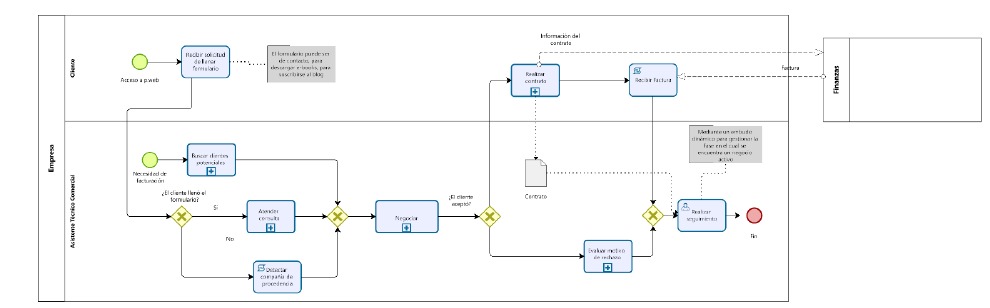 Empresa
Cliente
Acceso a p.web
Recibir solicitud
de llenar
formulario
El formulario puede ser
de contacto, para
descargar e-books, para
suscribirse al blog
Información del
contrato
Realizar
contrato
Recibir factura
Factura
Finanzas
Asistente Técnico Comercial
Necesidad de
facturación
Buscar clientes
potenciales
¿El cliente llenó el
formulario?
Si
No
Atender
consulta
Detectar
compañía de
procedencia
Negociar
¿El cliente
aceptó?
Contrato
Evaluar motivo
de rechazo
Mediante un embudo
dinámico para gestionar la
fase en el cual se
encuentra un negocio
activo
Realizar
seguimiento
Fin